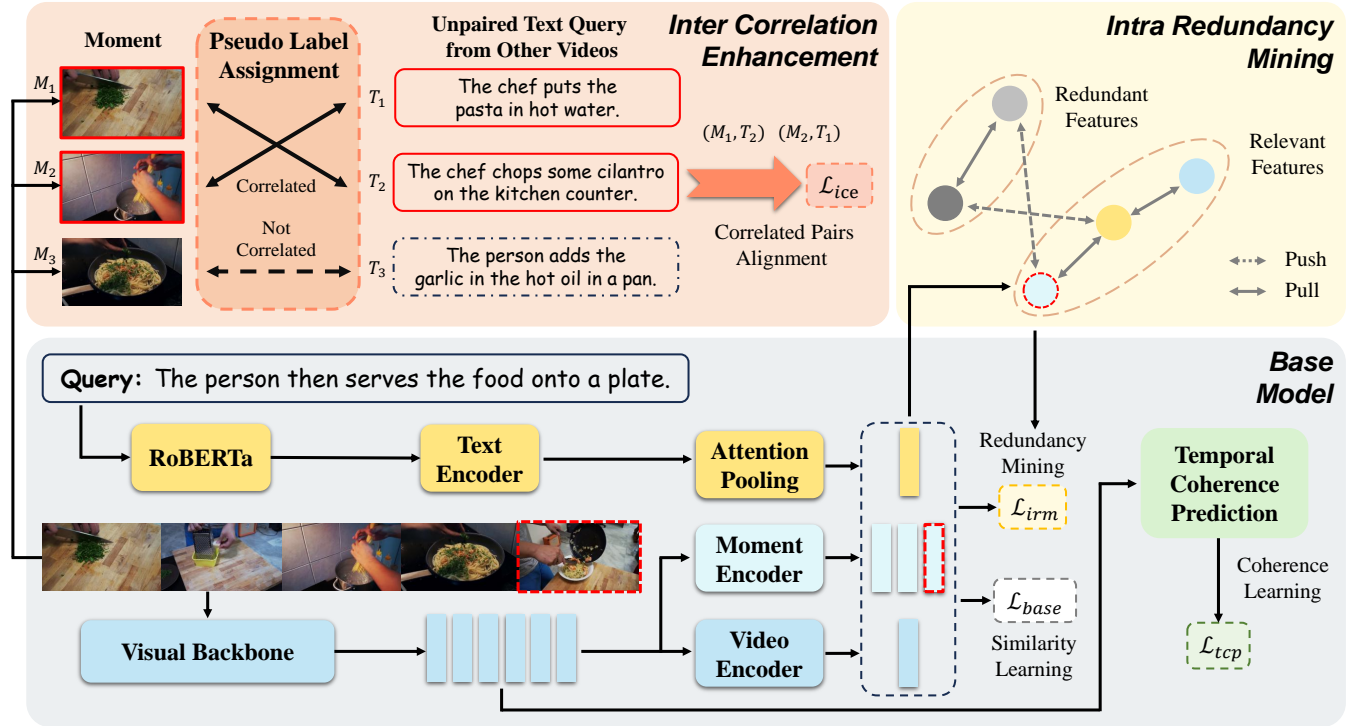 Inter Correlation
Enhancement
Moment
Pseudo Label
Assignment
Unpaired Text Query
from Other Videos
M₁
T₁
The chef puts the
pasta in hot water.
M₂
Correlated
T₂
The chef chops some cilantro
on the kitchen counter.
Not
Correlated
M₃
T₃
The person adds the
garlic in the hot oil in a pan.
(M₁, T₂) (M₂, T₁)
ℒice
Correlated Pairs
Alignment
Intra Redundancy
Mining
Redundant
Features
Relevant
Features
Push
Pull
Base
Model
Query: The person then serves the food onto a plate.
RoBERTa
Text
Encoder
Attention
Pooling
Moment
Encoder
Visual Backbone
Video
Encoder
Redundancy
Mining
ℒirm
ℒbase
Similarity
Learning
Temporal
Coherence
Prediction
Coherence
Learning
ℒtcp